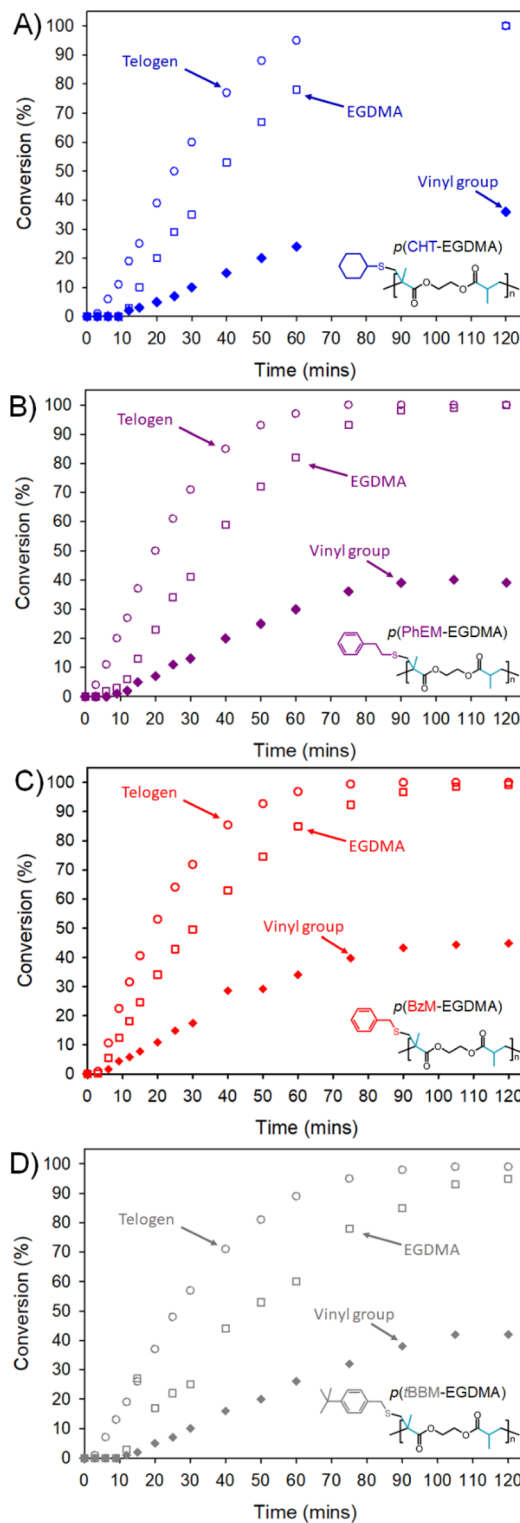 A)
100
90
80
70
60
50
40
30
20
10
0
Conversion (%)
Telogen
EGDMA
Vinyl group
p(CHT-EGDMA)
S
O
O
O
O
n
0 10 20 30 40 50 60 70 80 90 100 110 120
Time (mins)
B)
100
90
80
70
60
50
40
30
20
10
0
Conversion (%)
Telogen
EGDMA
Vinyl group
p(PhEM-EGDMA)
S
O
O
O
O
n
0 10 20 30 40 50 60 70 80 90 100 110 120
Time (mins)
C)
100
90
80
70
60
50
40
30
20
10
0
Conversion (%)
Telogen
EGDMA
Vinyl group
p(BzM-EGDMA)
S
O
O
O
O
n
0 10 20 30 40 50 60 70 80 90 100 110 120
Time (mins)
D)
100
90
80
70
60
50
40
30
20
10
0
Conversion (%)
Telogen
EGDMA
Vinyl group
p(tBBM-EGDMA)
S
O
O
O
O
n
0 10 20 30 40 50 60 70 80 90 100 110 120
Time (mins)